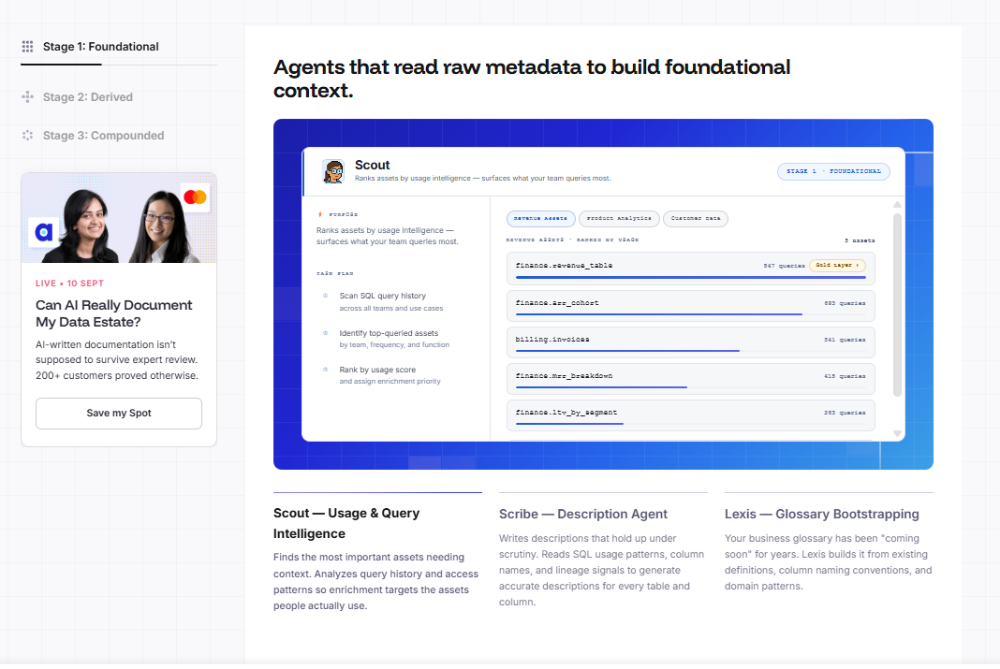 Stage 1: Foundational
Stage 2: Derived
Stage 3: Compounded
a
LIVE • 10 SEPT
Can AI Really Document
My Data Estate?
AI-written documentation isn't
supposed to survive expert review.
200+ customers proved otherwise.
Save my Spot
Agents that read raw metadata to build foundational
context.
Scout
Ranks assets by usage intelligence — surfaces what your team queries most.
STAGE 1 · FOUNDATIONAL
PURPOSE
Ranks assets by usage intelligence —
surfaces what your team queries most.
TASK PLAN
Scan SQL query history
across all teams and use cases
Identify top-queried assets
by team, frequency, and function
Rank by usage score
and assign enrichment priority
Revenue Assets
Product Analytics
Customer Data
REVENUE ASSETS · RANKED BY USAGE
5 assets
finance.revenue_table
847 queries
Gold Layer ↑
finance.arr_cohort
693 queries
billing.invoices
541 queries
finance.mrr_breakdown
415 queries
finance.ltv_by_segment
263 queries
Scout — Usage & Query
Intelligence
Finds the most important assets needing
context. Analyzes query history and access
patterns so enrichment targets the assets
people actually use.
Scribe — Description Agent
Writes descriptions that hold up under
scrutiny. Reads SQL usage patterns, column
names, and lineage signals to generate
accurate descriptions for every table and
column.
Lexis — Glossary Bootstrapping
Your business glossary has been "coming
soon" for years. Lexis builds it from existing
definitions, column naming conventions, and
domain patterns.